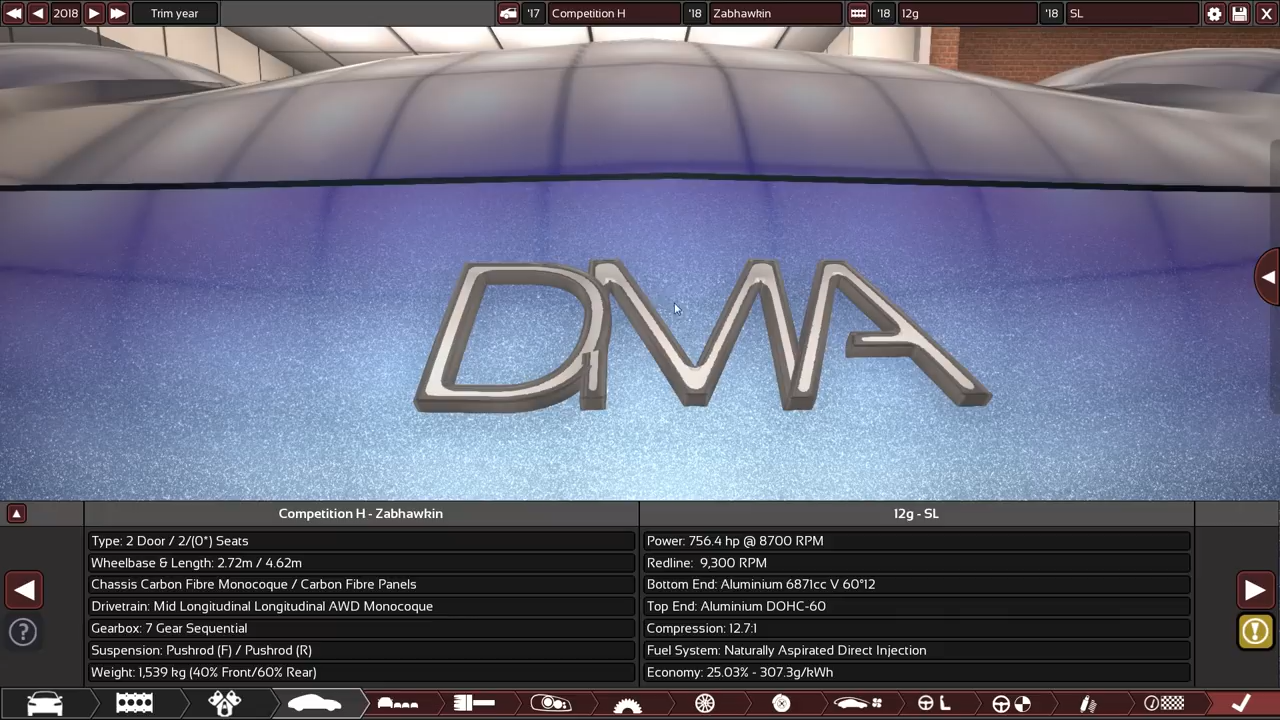 2018 Trim year '17 Competition H '18 Zabhawkin '18 12g '18 SL
DMA
Competition H - Zabhawkin
12g - SL
Type: 2 Door / 2/(0*) Seats
Power: 756.4 hp @ 8700 RPM
Wheelbase & Length: 2.72m / 4.62m
Redline: 9,300 RPM
Chassis Carbon Fibre Monocoque / Carbon Fibre Panels
Bottom End: Aluminium 6871cc V 60°12
Drivetrain: Mid Longitudinal Longitudinal AWD Monocoque
Top End: Aluminium DOHC-60
Gearbox: 7 Gear Sequential
Compression: 12.7:1
Suspension: Pushrod (F) / Pushrod (R)
Fuel System: Naturally Aspirated Direct Injection
Weight: 1,539 kg (40% Front/60% Rear)
Economy: 25.03% - 307.3g/kWh